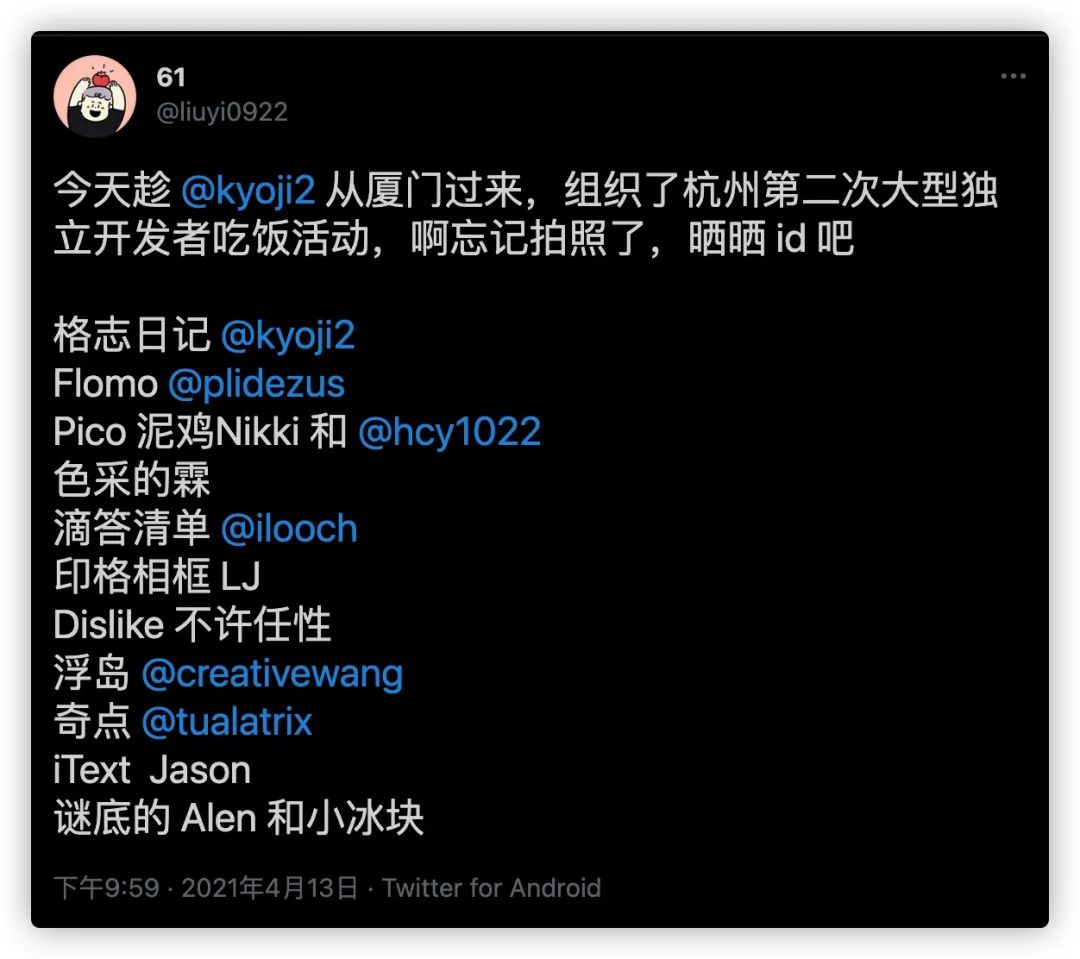 61
@liuyi0922
今天趁 @kyoji2 从厦门过来，组织了杭州第二次大型独
立开发者吃饭活动，啊忘记拍照了，晒晒 id 吧
格志日记 @kyoji2
Flomo @plidezus
Pico 泥鸡Nikki 和 @hcy1022
色采的霖
滴答清单 @ilooch
印格相框 LJ
Dislike 不许任性
浮岛 @creativewang
奇点 @tualatrix
iText  Jason
谜底的 Alen 和小冰块
下午9:59 · 2021年4月13日 · Twitter for Android